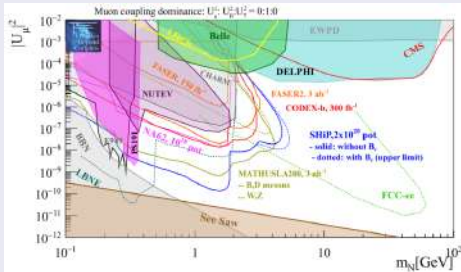 Muon coupling dominance: U_e^2: U_μ^2:U_τ^2 = 0:1:0
|U_μ|^2
10^-2
10^-3
10^-4
10^-5
10^-6
10^-7
10^-8
10^-9
10^-10
10^-11
10^-12
Belle
EWPD
CMS
DELPHI
FASER, 150 fb^-1
CHARM
NUTEV
FASER2, 3 ab^-1
CODEX-b, 300 fb^-1
PS191
NA62, 10^18 pot
SHiP, 2x10^20 pot
- solid: without B_c
- dotted: with B_c (upper limit)
E949
BBN
LBNE
MATHUSLA200, 3 ab^-1
-- B,D mesons
... W,Z
FCC-ee
See Saw
10^-1
1
10
10^2
m_N[GeV]